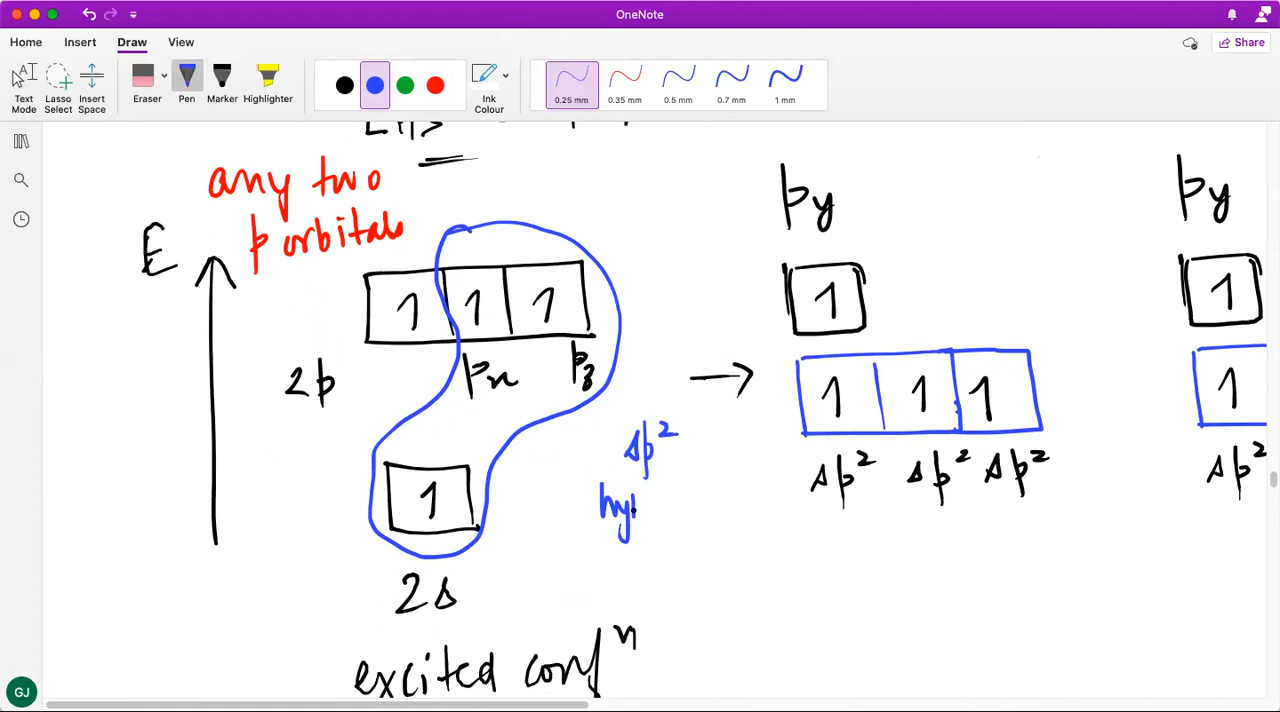 OneNote
Home Insert Draw View
Share
Text Mode
Lasso Select
Insert Space
Eraser
Pen
Marker
Highlighter
Ink Colour
0.25 mm
0.35 mm
0.5 mm
0.7 mm
1 mm
any two
p orbitals
E
1 1 1
2p
px pz
1
2s
excited confⁿ
sp²
hy
py
1
1 1 1
sp² sp² sp²
py
1
1
sp²
GJ